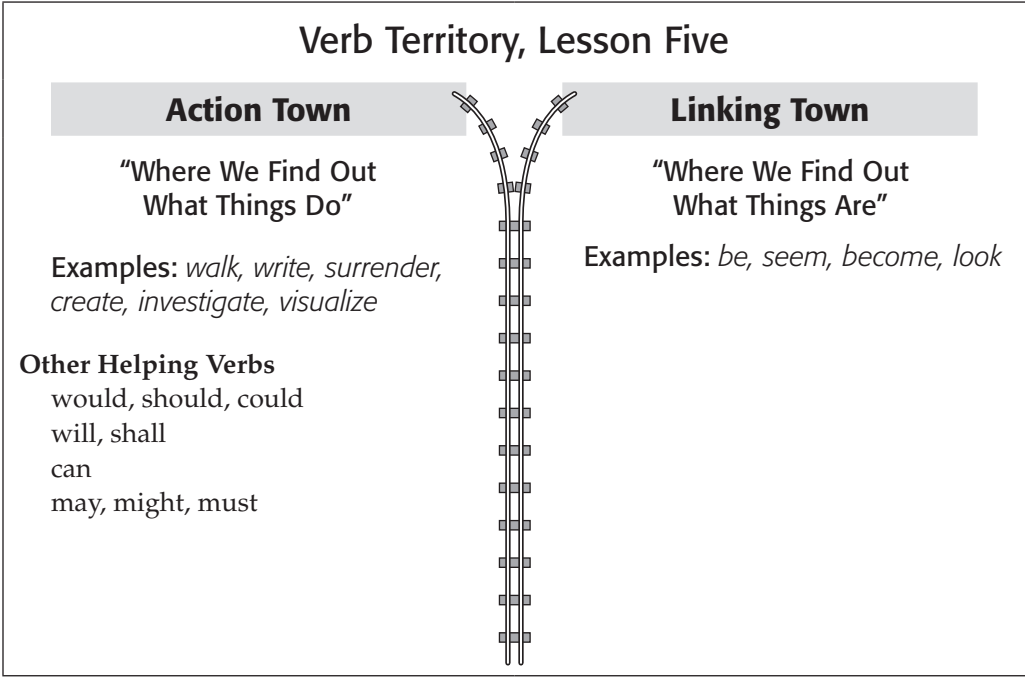 Verb Territory, Lesson Five
Action Town
“Where We Find Out
What Things Do”
Examples: walk, write, surrender,
create, investigate, visualize
Other Helping Verbs
would, should, could
will, shall
can
may, might, must
Linking Town
“Where We Find Out
What Things Are”
Examples: be, seem, become, look